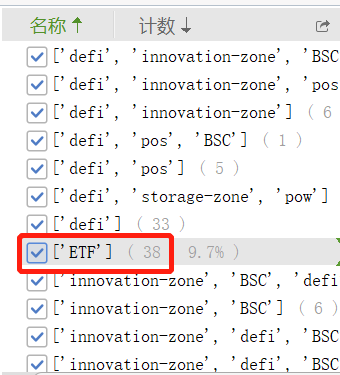 名称↑ 计数↓
['defi', 'innovation-zone', 'BSC
['defi', 'innovation-zone', 'pos
['defi', 'innovation-zone'] ( 6
['defi', 'pos', 'BSC'] ( 1 )
['defi', 'pos'] ( 5 )
['defi', 'storage-zone', 'pow']
['defi'] ( 33 )
['ETF'] ( 38 9.7% )
['innovation-zone', 'BSC', 'defi
['innovation-zone', 'BSC'] ( 6 )
['innovation-zone', 'defi', 'BSC
['innovation-zone', 'defi', 'BSC